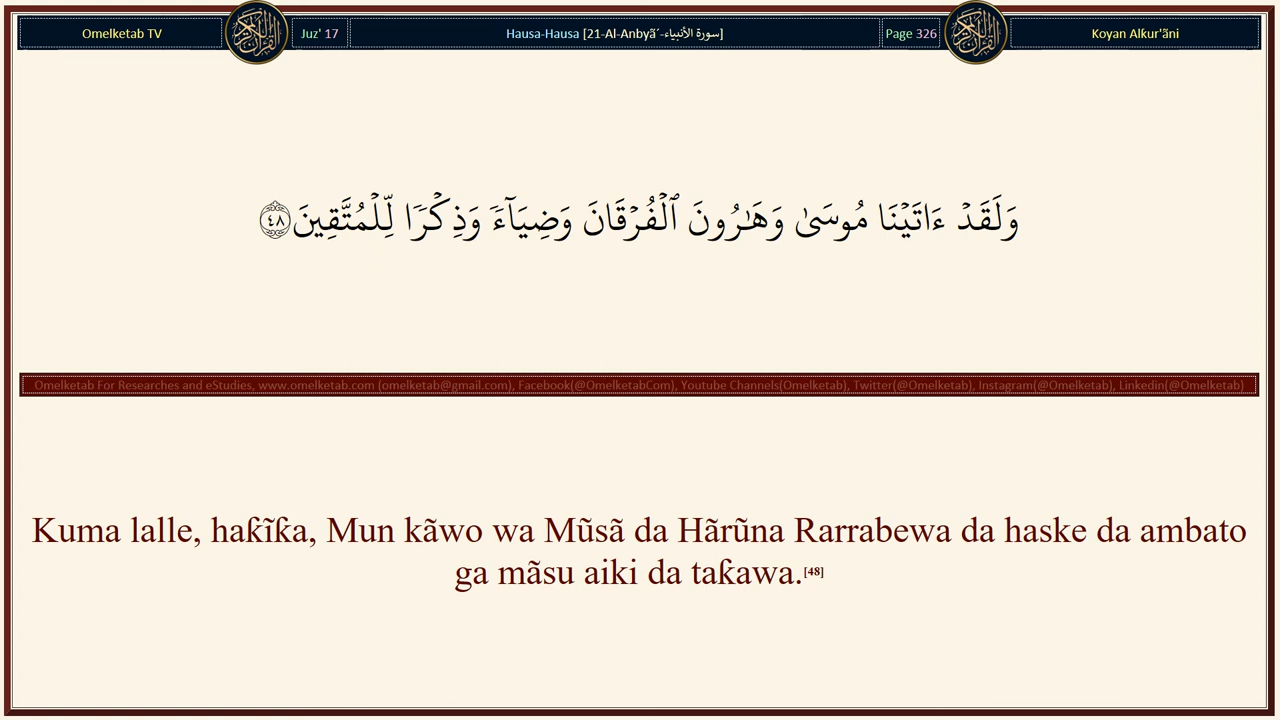 Omelketab TV
Juz' 17
Hausa-Hausa [21-Al-Anbyã´-سورة الأنبياء]
Page 326
Koyan Alƙur'ãni
وَلَقَدۡ ءَاتَيۡنَا مُوسَىٰ وَهَٰرُونَ ٱلۡفُرۡقَانَ وَضِيَآءٗ وَذِكۡرٗا لِّلۡمُتَّقِينَ ٤٨
Omelketab For Researches and eStudies, www.omelketab.com (omelketab@gmail.com), Facebook(@OmelketabCom), Youtube Channels(Omelketab), Twitter(@Omelketab), Instagram(@Omelketab), Linkedin(@Omelketab)
Kuma lalle, haƙĩƙa, Mun kãwo wa Mũsã da Hãrũna Rarrabewa da haske da ambato
ga mãsu aiki da taƙawa.[48]